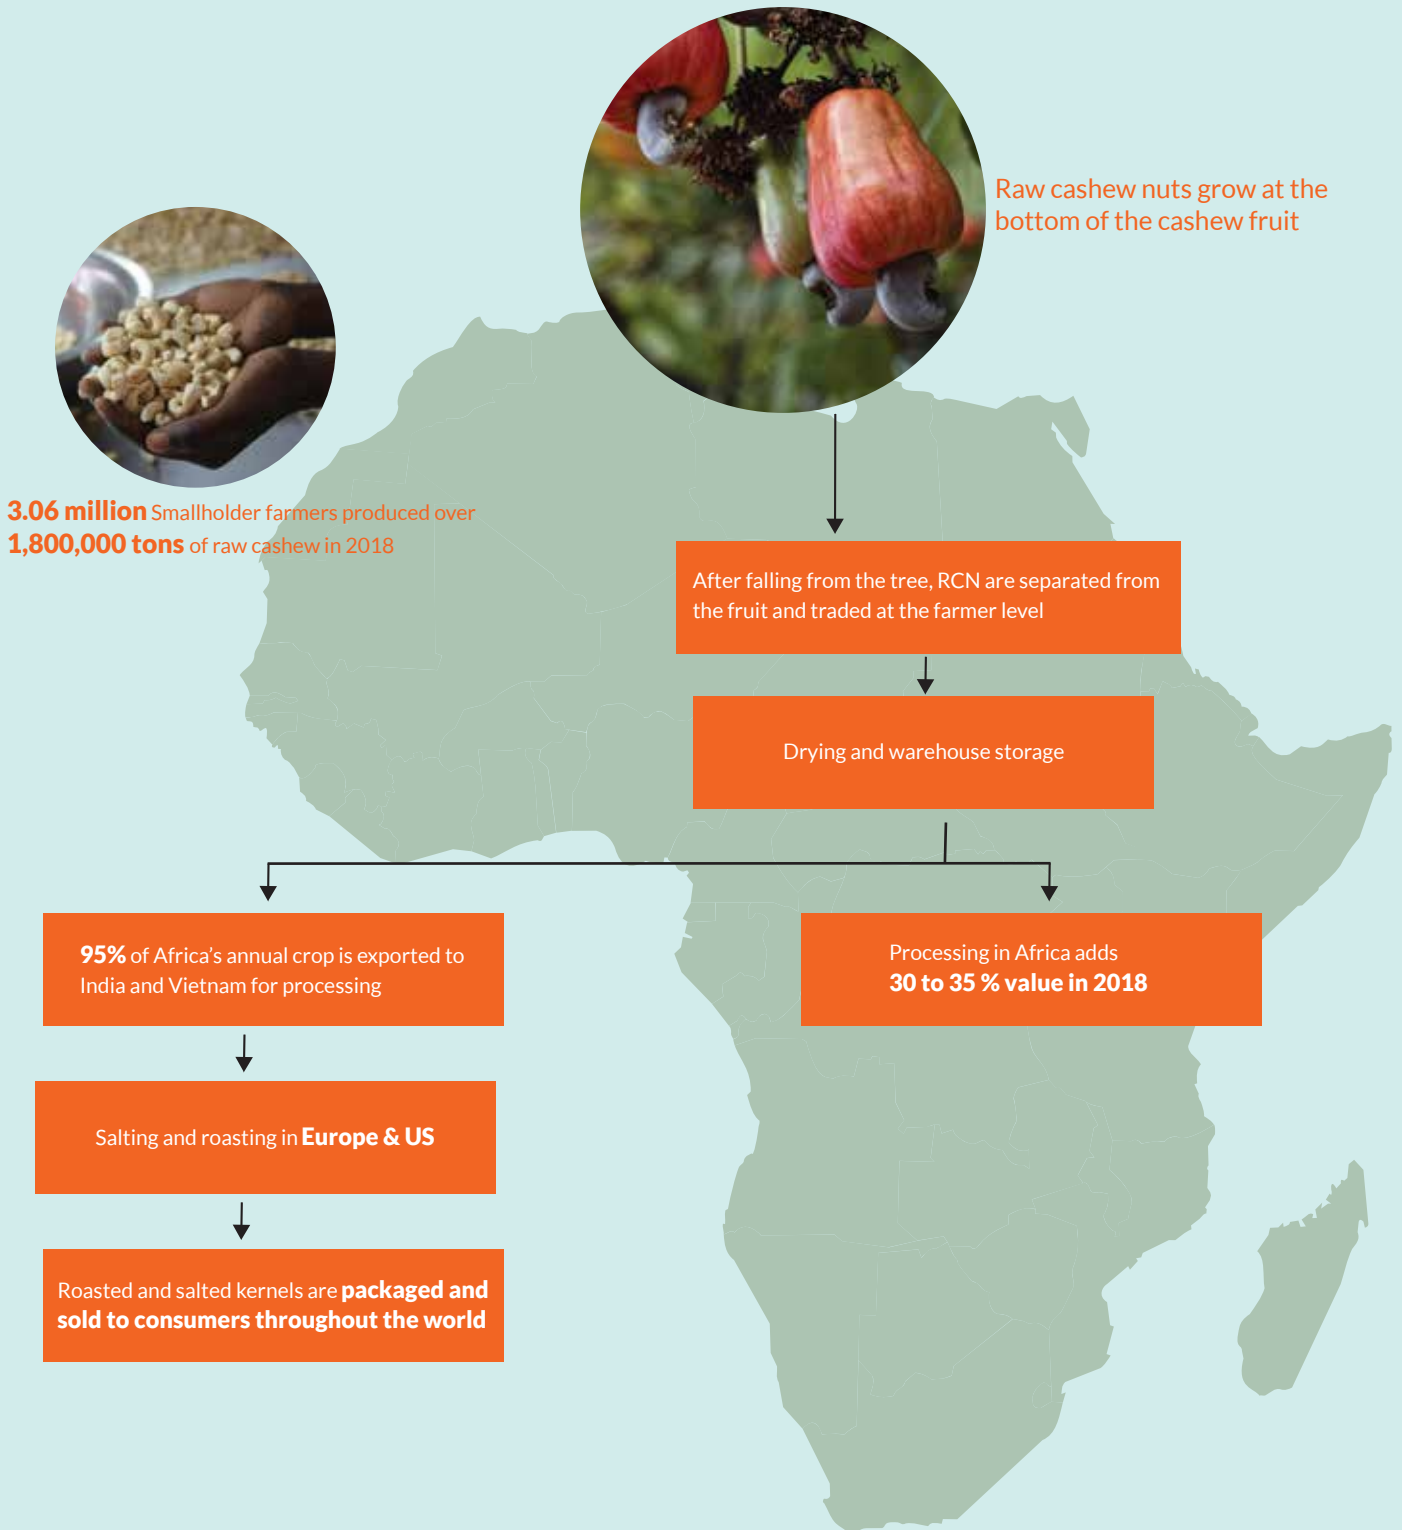 Raw cashew nuts grow at the
bottom of the cashew fruit
3.06 million Smallholder farmers produced over
1,800,000 tons of raw cashew in 2018
After falling from the tree, RCN are separated from
the fruit and traded at the farmer level
Drying and warehouse storage
95% of Africa’s annual crop is exported to
India and Vietnam for processing
Processing in Africa adds
30 to 35 % value in 2018
Salting and roasting in Europe & US
Roasted and salted kernels are packaged and
sold to consumers throughout the world